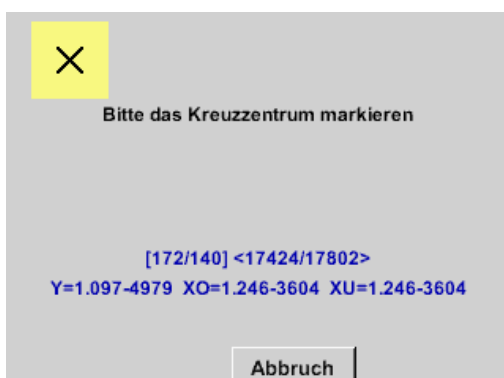 Bitte das Kreuzzentrum markieren
[172/140] <17424/17802>
Y=1.097-4979 XO=1.246-3604 XU=1.246-3604
Abbruch